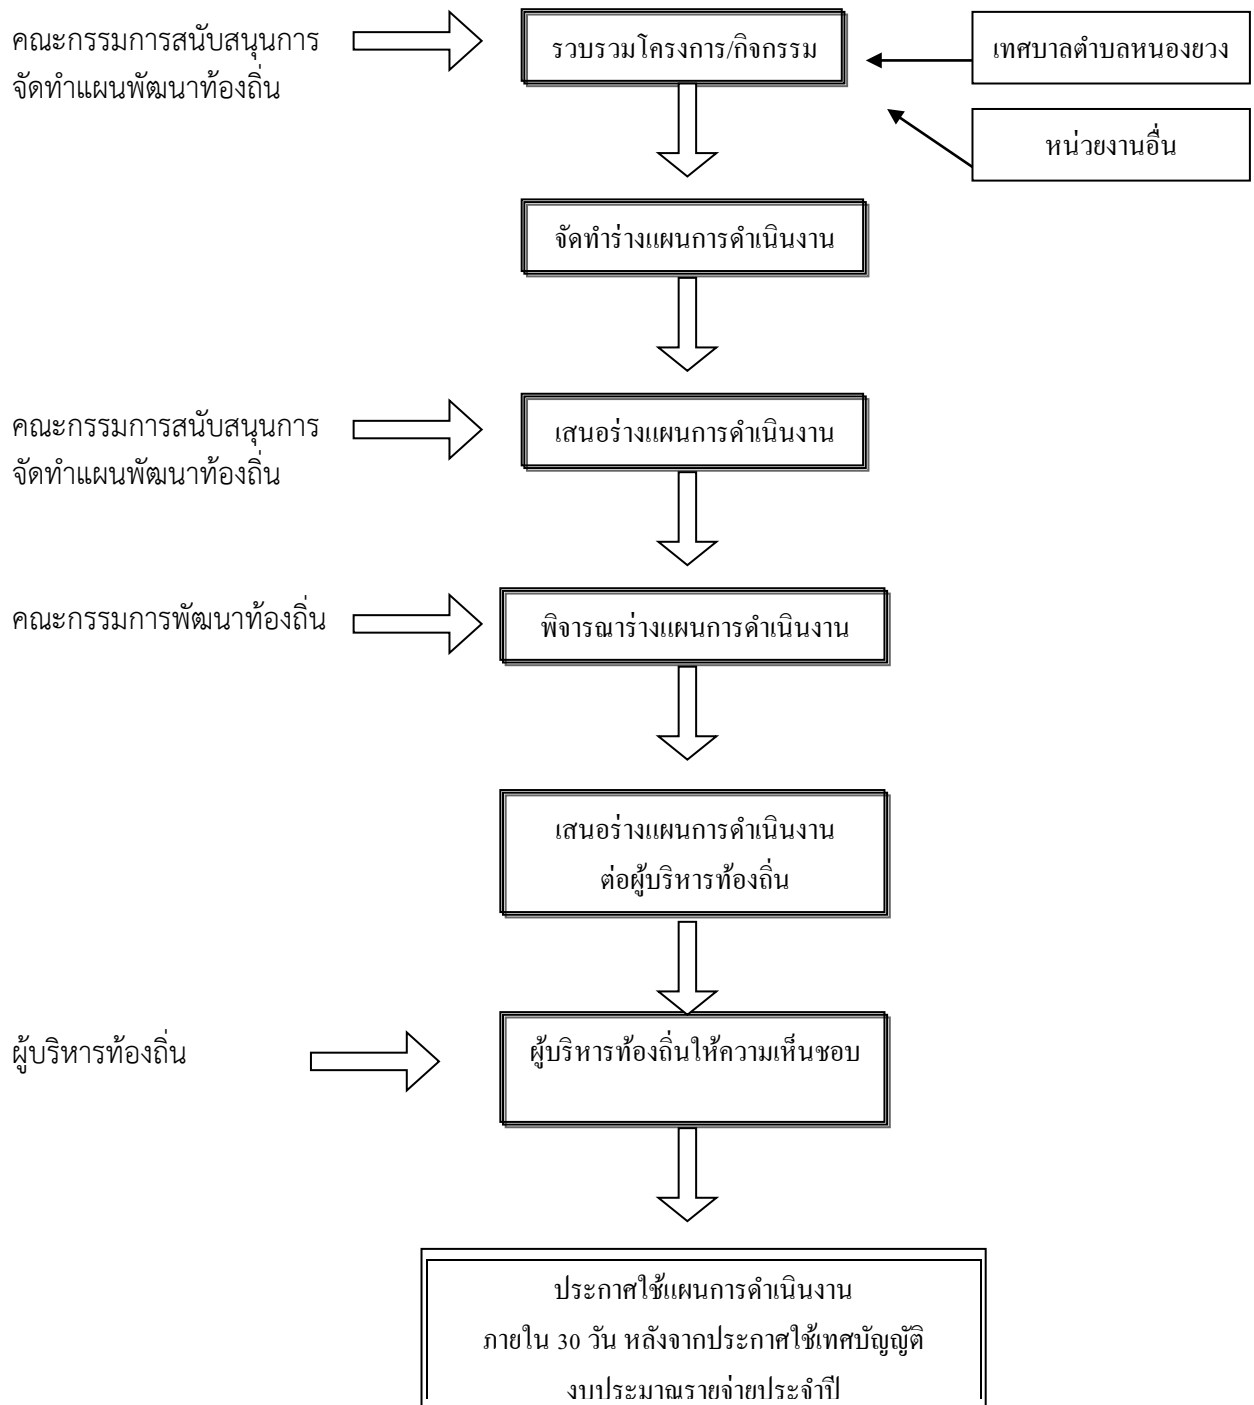 คณะกรรมการสนับสนุนการ
จัดทำแผนพัฒนาท้องถิ่น
รวบรวมโครงการ/กิจกรรม
เทศบาลตำบลหนองยวง
หน่วยงานอื่น
จัดทำร่างแผนการดำเนินงาน
คณะกรรมการสนับสนุนการ
จัดทำแผนพัฒนาท้องถิ่น
เสนอร่างแผนการดำเนินงาน
คณะกรรมการพัฒนาท้องถิ่น
พิจารณาร่างแผนการดำเนินงาน
เสนอร่างแผนการดำเนินงาน
ต่อผู้บริหารท้องถิ่น
ผู้บริหารท้องถิ่น
ผู้บริหารท้องถิ่นให้ความเห็นชอบ
ประกาศใช้แผนการดำเนินงาน
ภายใน 30 วัน หลังจากประกาศใช้เทศบัญญัติ
งบประมาณรายจ่ายประจำปี